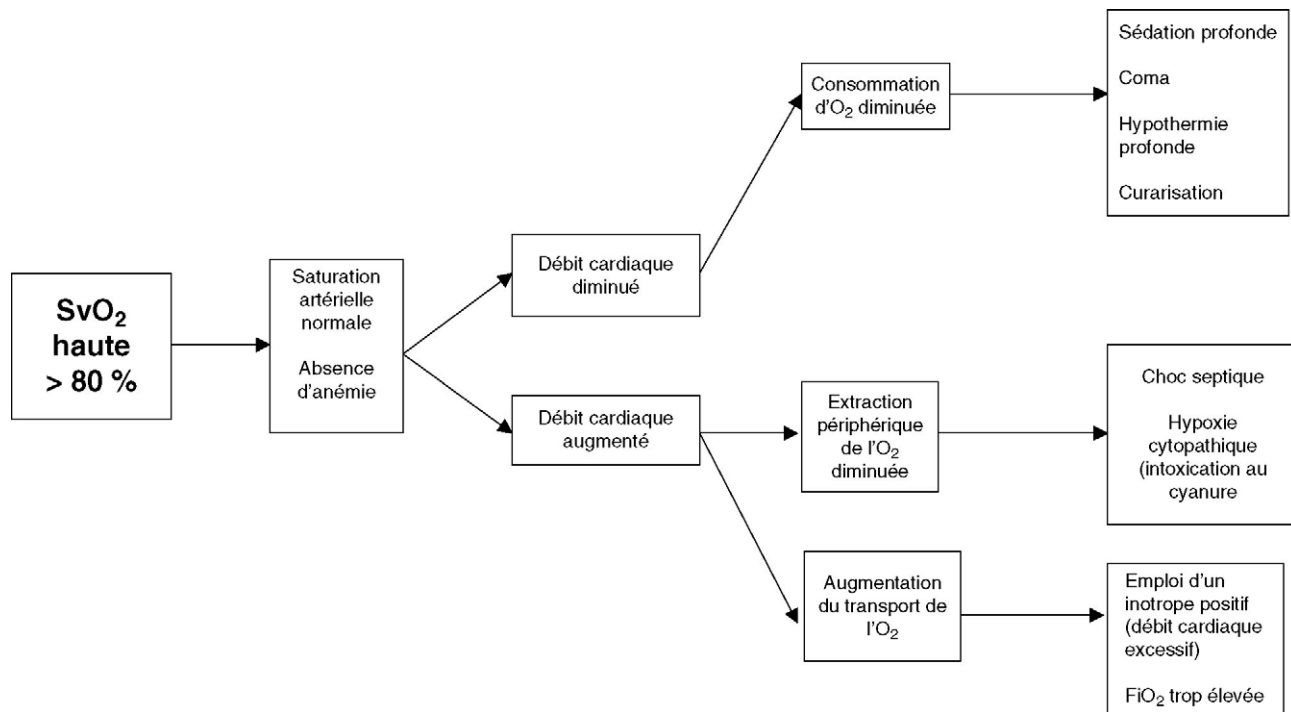 SvO₂
haute
> 80 %
Saturation
artérielle
normale
Absence
d'anémie
Débit cardiaque
diminué
Débit cardiaque
augmenté
Consommation
d'O₂ diminuée
Extraction
périphérique
de l'O₂
diminuée
Augmentation
du transport de
l'O₂
Sédation profonde
Coma
Hypothermie
profonde
Curarisation
Choc septique
Hypoxie
cytopathique
(intoxication au
cyanure
Emploi d'un
inotrope positif
(débit cardiaque
excessif)
FiO₂ trop élevée